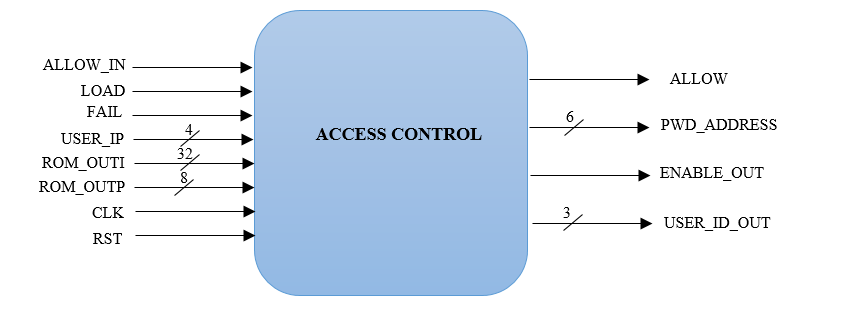 ALLOW_IN
LOAD
FAIL
USER_IP
4
ROM_OUTI
32
ROM_OUTP
8
CLK
RST
ACCESS CONTROL
ALLOW
6
PWD_ADDRESS
ENABLE_OUT
3
USER_ID_OUT